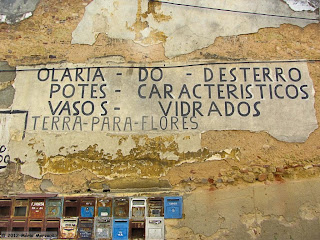 OLARIA - DO - DESTERRO
POTES - CARACTERISTICOS
VASOS - VIDRADOS
TERRA-PARA-FLORES